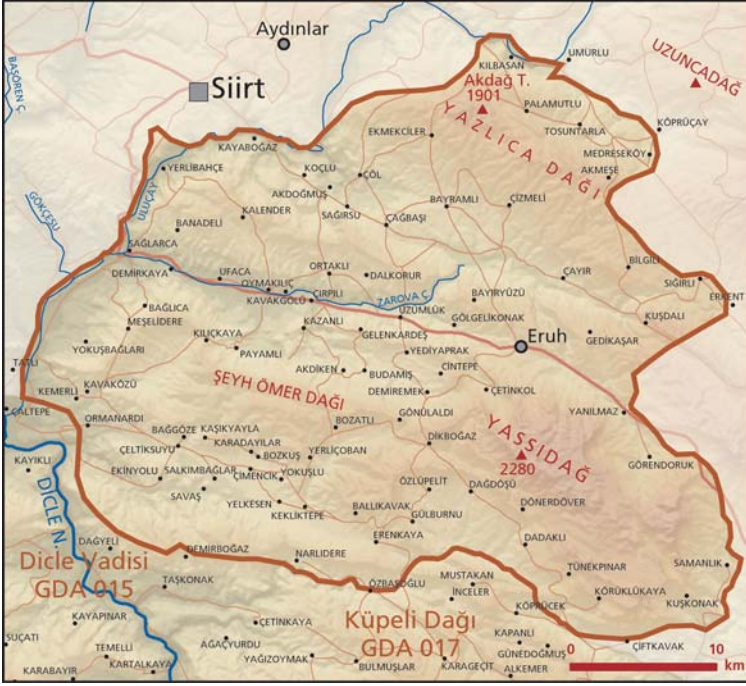 Aydınlar
KILBASAN
UMURLU
UZUNCADAĞ
BAŞÖREN Ç.
Siirt
Akdağ T.
1901
PALAMUTLU
KÖPRÜÇAY
EKMEKCİLER
YAZLICA DAĞI
TOSUNTARLA
KAYABOĞAZ
MEDRESEKÖY
YERLİBAHÇE
KOÇLU
ÇÖL
AKMEŞE
AKDOĞMUŞ
GÖKÇESU
ULUÇAY
KALENDER
SAĞIRSU
BAYRAMLI
ÇİZMELİ
BANADELİ
ÇAĞBAŞI
SAĞLARCA
DEMİRKAYA
UFACA
ORTAKLI
DALKORUR
ÇAYIR
BİLGİLİ
SIĞIRLI
OYMAKILIÇ
KAVAKGÖLÜ
ÇIRPILI
ZAROVA Ç.
BAYIRYÜZÜ
ERKENT
BAĞLICA
MEŞELİDERE
ÜZÜMLÜK
GÖLGELİKONAK
KUŞDALI
KILIÇKAYA
KAZANLI
GELENKARDEŞ
Eruh
GEDİKAŞAR
YOKUŞBAĞLARI
PAYAMLI
YEDİYAPRAK
TATLI
AKDİKEN
BUDAMIŞ
CİNTEPE
KEMERLİ
KAVAKÖZÜ
ŞEYH ÖMER DAĞI
DEMİREMEK
ÇETİNKOL
ÇALTEPE
ORMANARDI
BOZATLI
GÖNÜLALDI
YASSIDAĞ
YANILMAZ
BAĞGÖZE
KAŞIKYAYLA
ÇELTİKSUYU
KARADAYILAR
BOZKUŞ
YERLİÇOBAN
DİKBOĞAZ
2280
GÖRENDORUK
KAYIKLI
EKİNYOLU
SALKIMBAĞLAR
ÇİMENCİK
YOKUŞLU
DİCLE N.
SAVAŞ
ÖZLÜPELİT
DAĞDÖŞÜ
YELKESEN
KEKLİKTEPE
BALLIKAVAK
GÜLBURNU
DÖNERDÖVER
DAĞYELİ
ERENKAYA
DADAKLI
Dicle Vadisi
GDA 015
DEMİRBOĞAZ
NARLIDERE
TÜNEKPINAR
SAMANLIK
TAŞKONAK
ÖZBAŞOĞLU
MUSTAKAN
İNCELER
KÖRÜKLÜKAYA
KUŞKONAK
KAYAPINAR
ÇETİNKAYA
Küpeli Dağı
GDA 017
KÖPRÜCEK
SUÇATI
TEMELLİ
AĞAÇYURDU
KAPANLI
ÇİFTKAVAK
KARTALKAYA
YAĞIZOYMAK
GÜNEDOĞMUŞ
KARABAYIR
BULMUŞLAR
KARAGEÇİT
ALKEMER
0
10
km